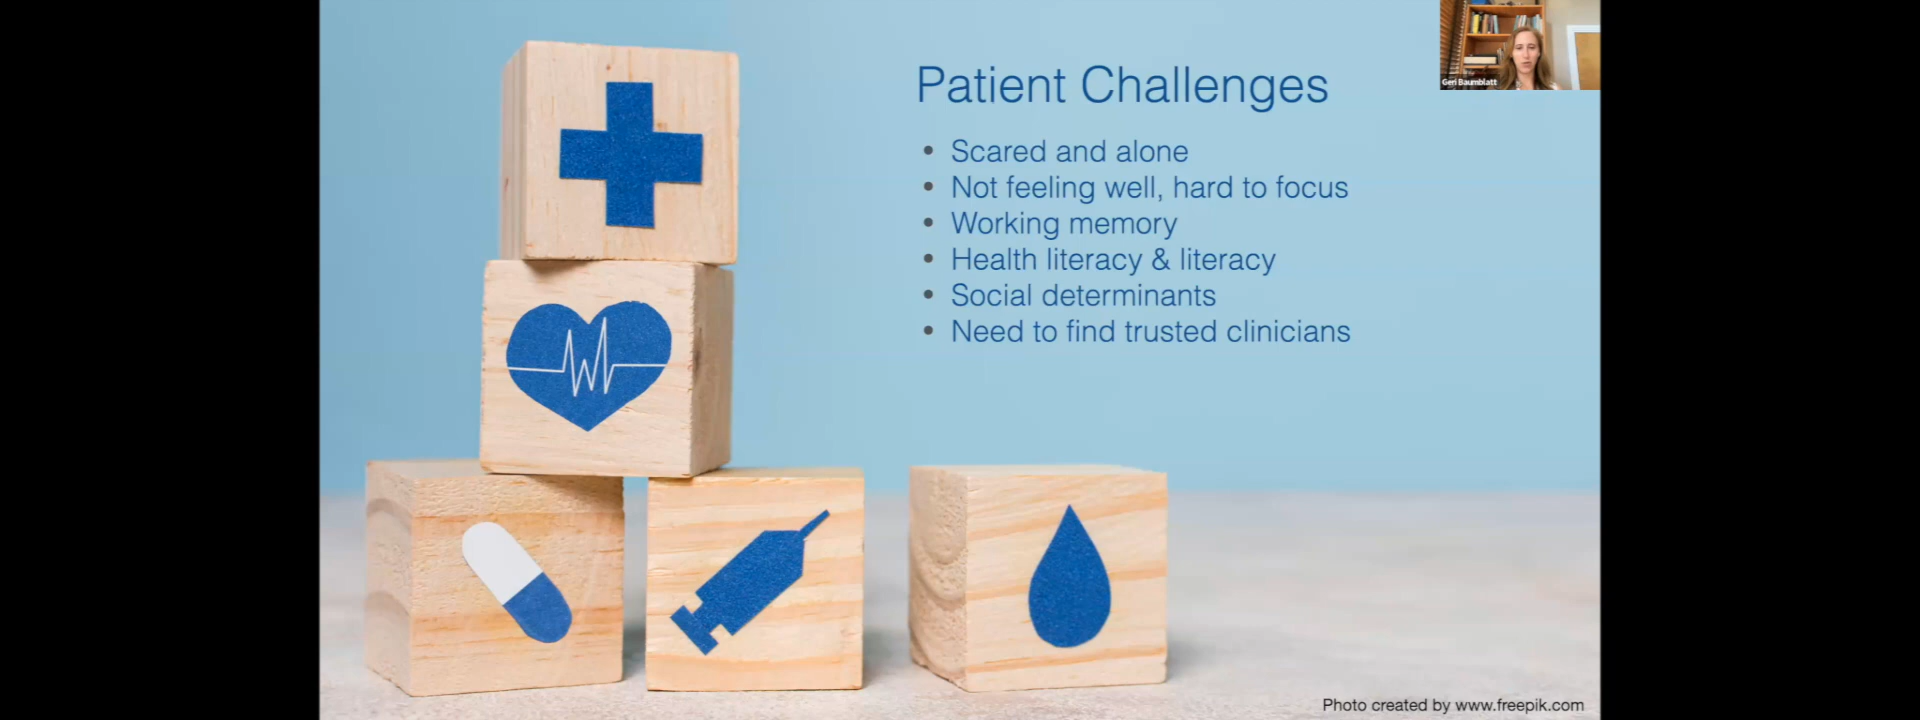 Patient Challenges
Geri Baumblatt
• Scared and alone
• Not feeling well, hard to focus
• Working memory
• Health literacy & literacy
• Social determinants
• Need to find trusted clinicians
Photo created by www.freepik.com